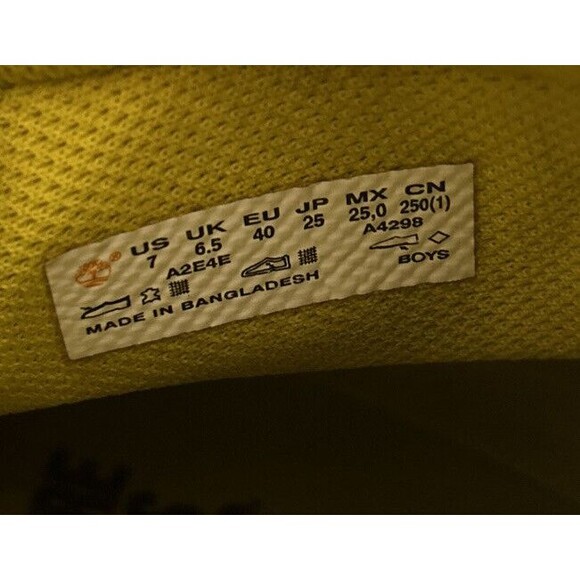 US UK EU JP MX CN
7 6.5 40 25 25,0 250(1)
A2E4E A4298
BOYS
MADE IN BANGLADESH